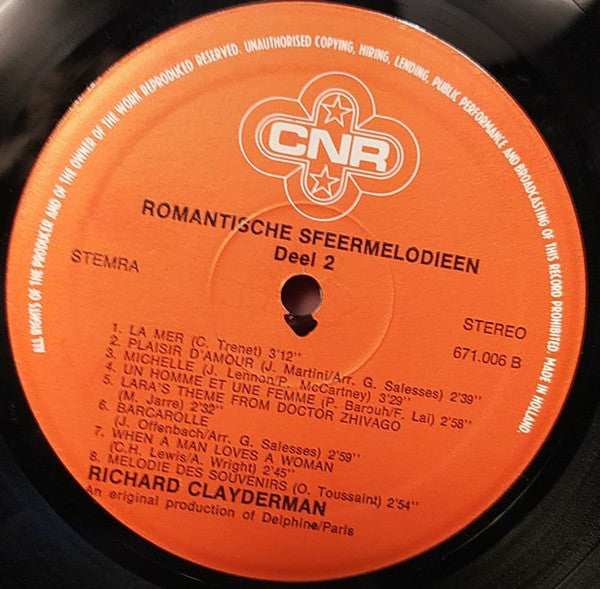 ALL RIGHTS OF THE PRODUCER AND OF THE OWNER OF THE WORK REPRODUCED RESERVED. UNAUTHORISED COPYING, HIRING, LENDING, PUBLIC PERFORMANCE AND BROADCASTING OF THIS RECORD PROHIBITED. MADE IN HOLLAND.
CNR
ROMANTISCHE SFEERMELODIEEN
Deel 2
STEMRA
STEREO
671.006 B
1. LA MER (C. Trenet) 3'12"
2. PLAISIR D'AMOUR (J. Martini/Arr. G. Salesses) 2'39"
3. MICHELLE (J. Lennon/P. McCartney) 3'29"
4. UN HOMME ET UNE FEMME (P. Barouh/F. Lai) 2'58"
5. LARA'S THEME FROM DOCTOR ZHIVAGO
(M. Jarre) 2'32"
6. BARCAROLLE
(J. Offenbach/Arr. G. Salesses) 2'59"
7. WHEN A MAN LOVES A WOMAN
(C.H. Lewis/A. Wright) 2'45"
8. MELODIE DES SOUVENIRS (O. Toussaint) 2'54"
RICHARD CLAYDERMAN
An eriginal production of Delphine/Paris